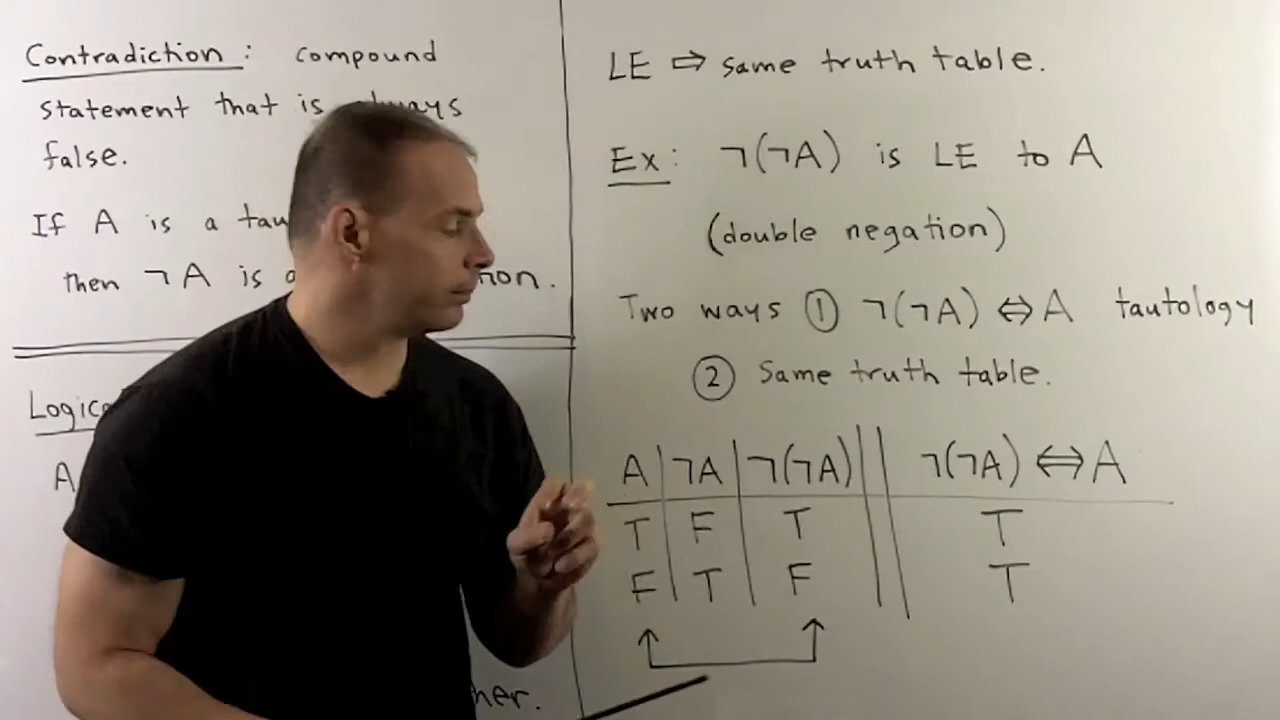 Contradiction: compound
statement that is always
false.
If A is a
then ¬A is
A
LE ⇒ same truth table.
Ex: ¬(¬A) is LE to A
(double negation)
Two ways ① ¬(¬A) ⇔ A tautology
② Same truth table.
A | ¬A | ¬(¬A) || ¬(¬A) ⇔ A
T | F | T || T
F | T | F || T